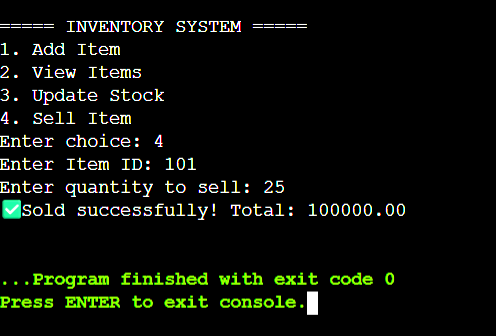 ===== INVENTORY SYSTEM =====
1. Add Item
2. View Items
3. Update Stock
4. Sell Item
Enter choice: 4
Enter Item ID: 101
Enter quantity to sell: 25
✅Sold successfully! Total: 100000.00
...Program finished with exit code 0
Press ENTER to exit console.